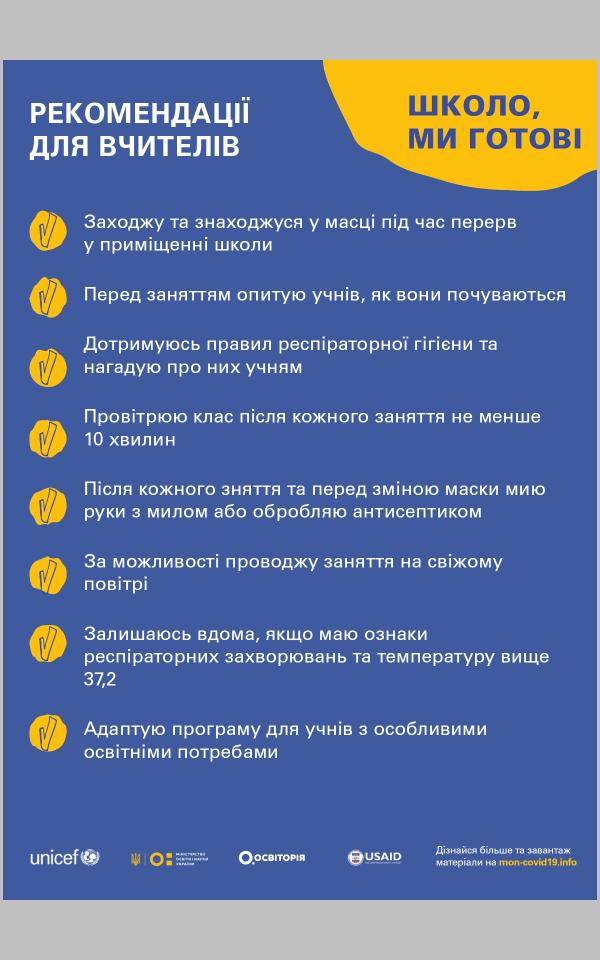 РЕКОМЕНДАЦІЇ
ДЛЯ ВЧИТЕЛІВ
ШКОЛО,
МИ ГОТОВІ
Заходжу та знаходжуся у масці під час перерв
у приміщенні школи
Перед заняттям опитую учнів, як вони почуваються
Дотримуюсь правил респіраторної гігієни та
нагадую про них учням
Провітрюю клас після кожного заняття не менше
10 хвилин
Після кожного зняття та перед зміною маски мию
руки з милом або обробляю антисептиком
За можливості проводжу заняття на свіжому
повітрі
Залишаюсь вдома, якщо маю ознаки
респіраторних захворювань та температуру вище
37,2
Адаптую програму для учнів з особливими
освітніми потребами
unicef
МІНІСТЕРСТВО
ОСВІТИ І НАУКИ
УКРАЇНИ
ОСВІТОРІЯ
USAID
Дізнайся більше та завантаж
матеріали на mon-covid19.info